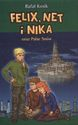 Rafał Kosik
FELIX, NET
i NIKA
oraz Pałac Snów